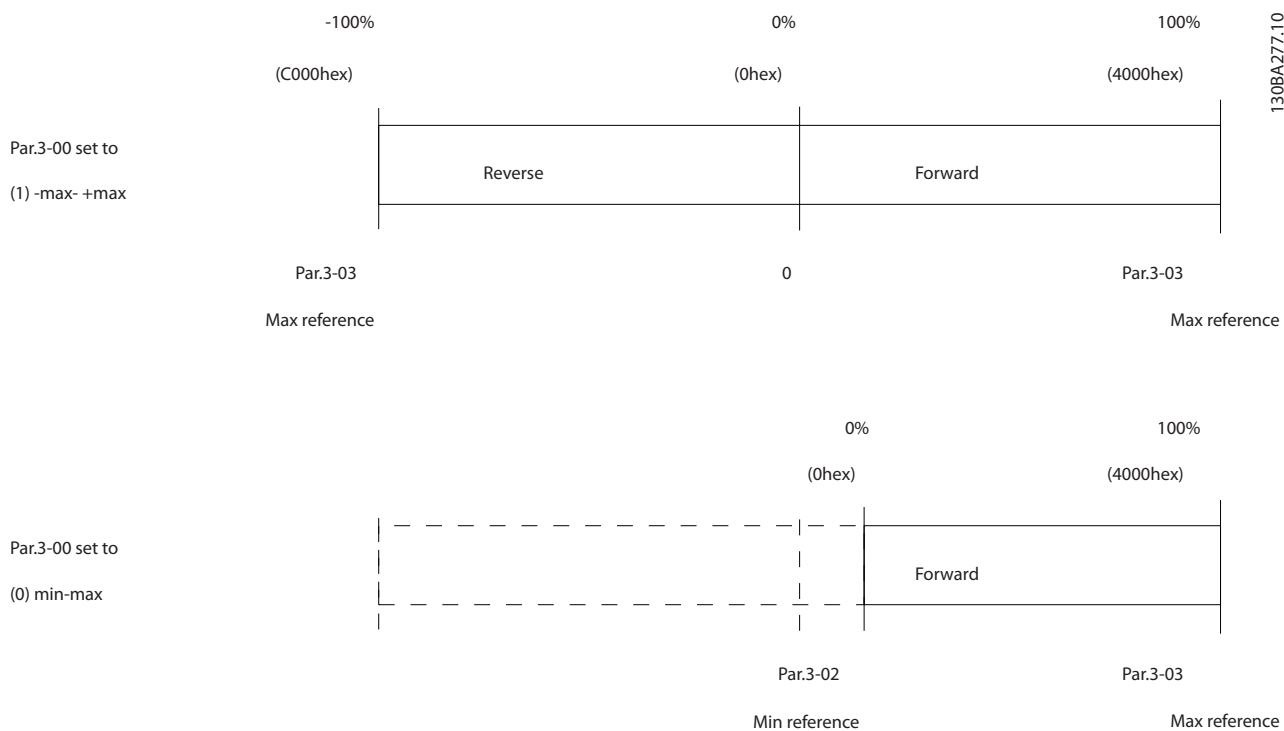 -100% 0% 100%
(C000hex) (0hex) (4000hex)
130BA277.10
Par.3-00 set to
(1) -max- +max
Reverse Forward
Par.3-03 0 Par.3-03
Max reference Max reference
0% 100%
(0hex) (4000hex)
Par.3-00 set to
(0) min-max
Forward
Par.3-02 Par.3-03
Min reference Max reference